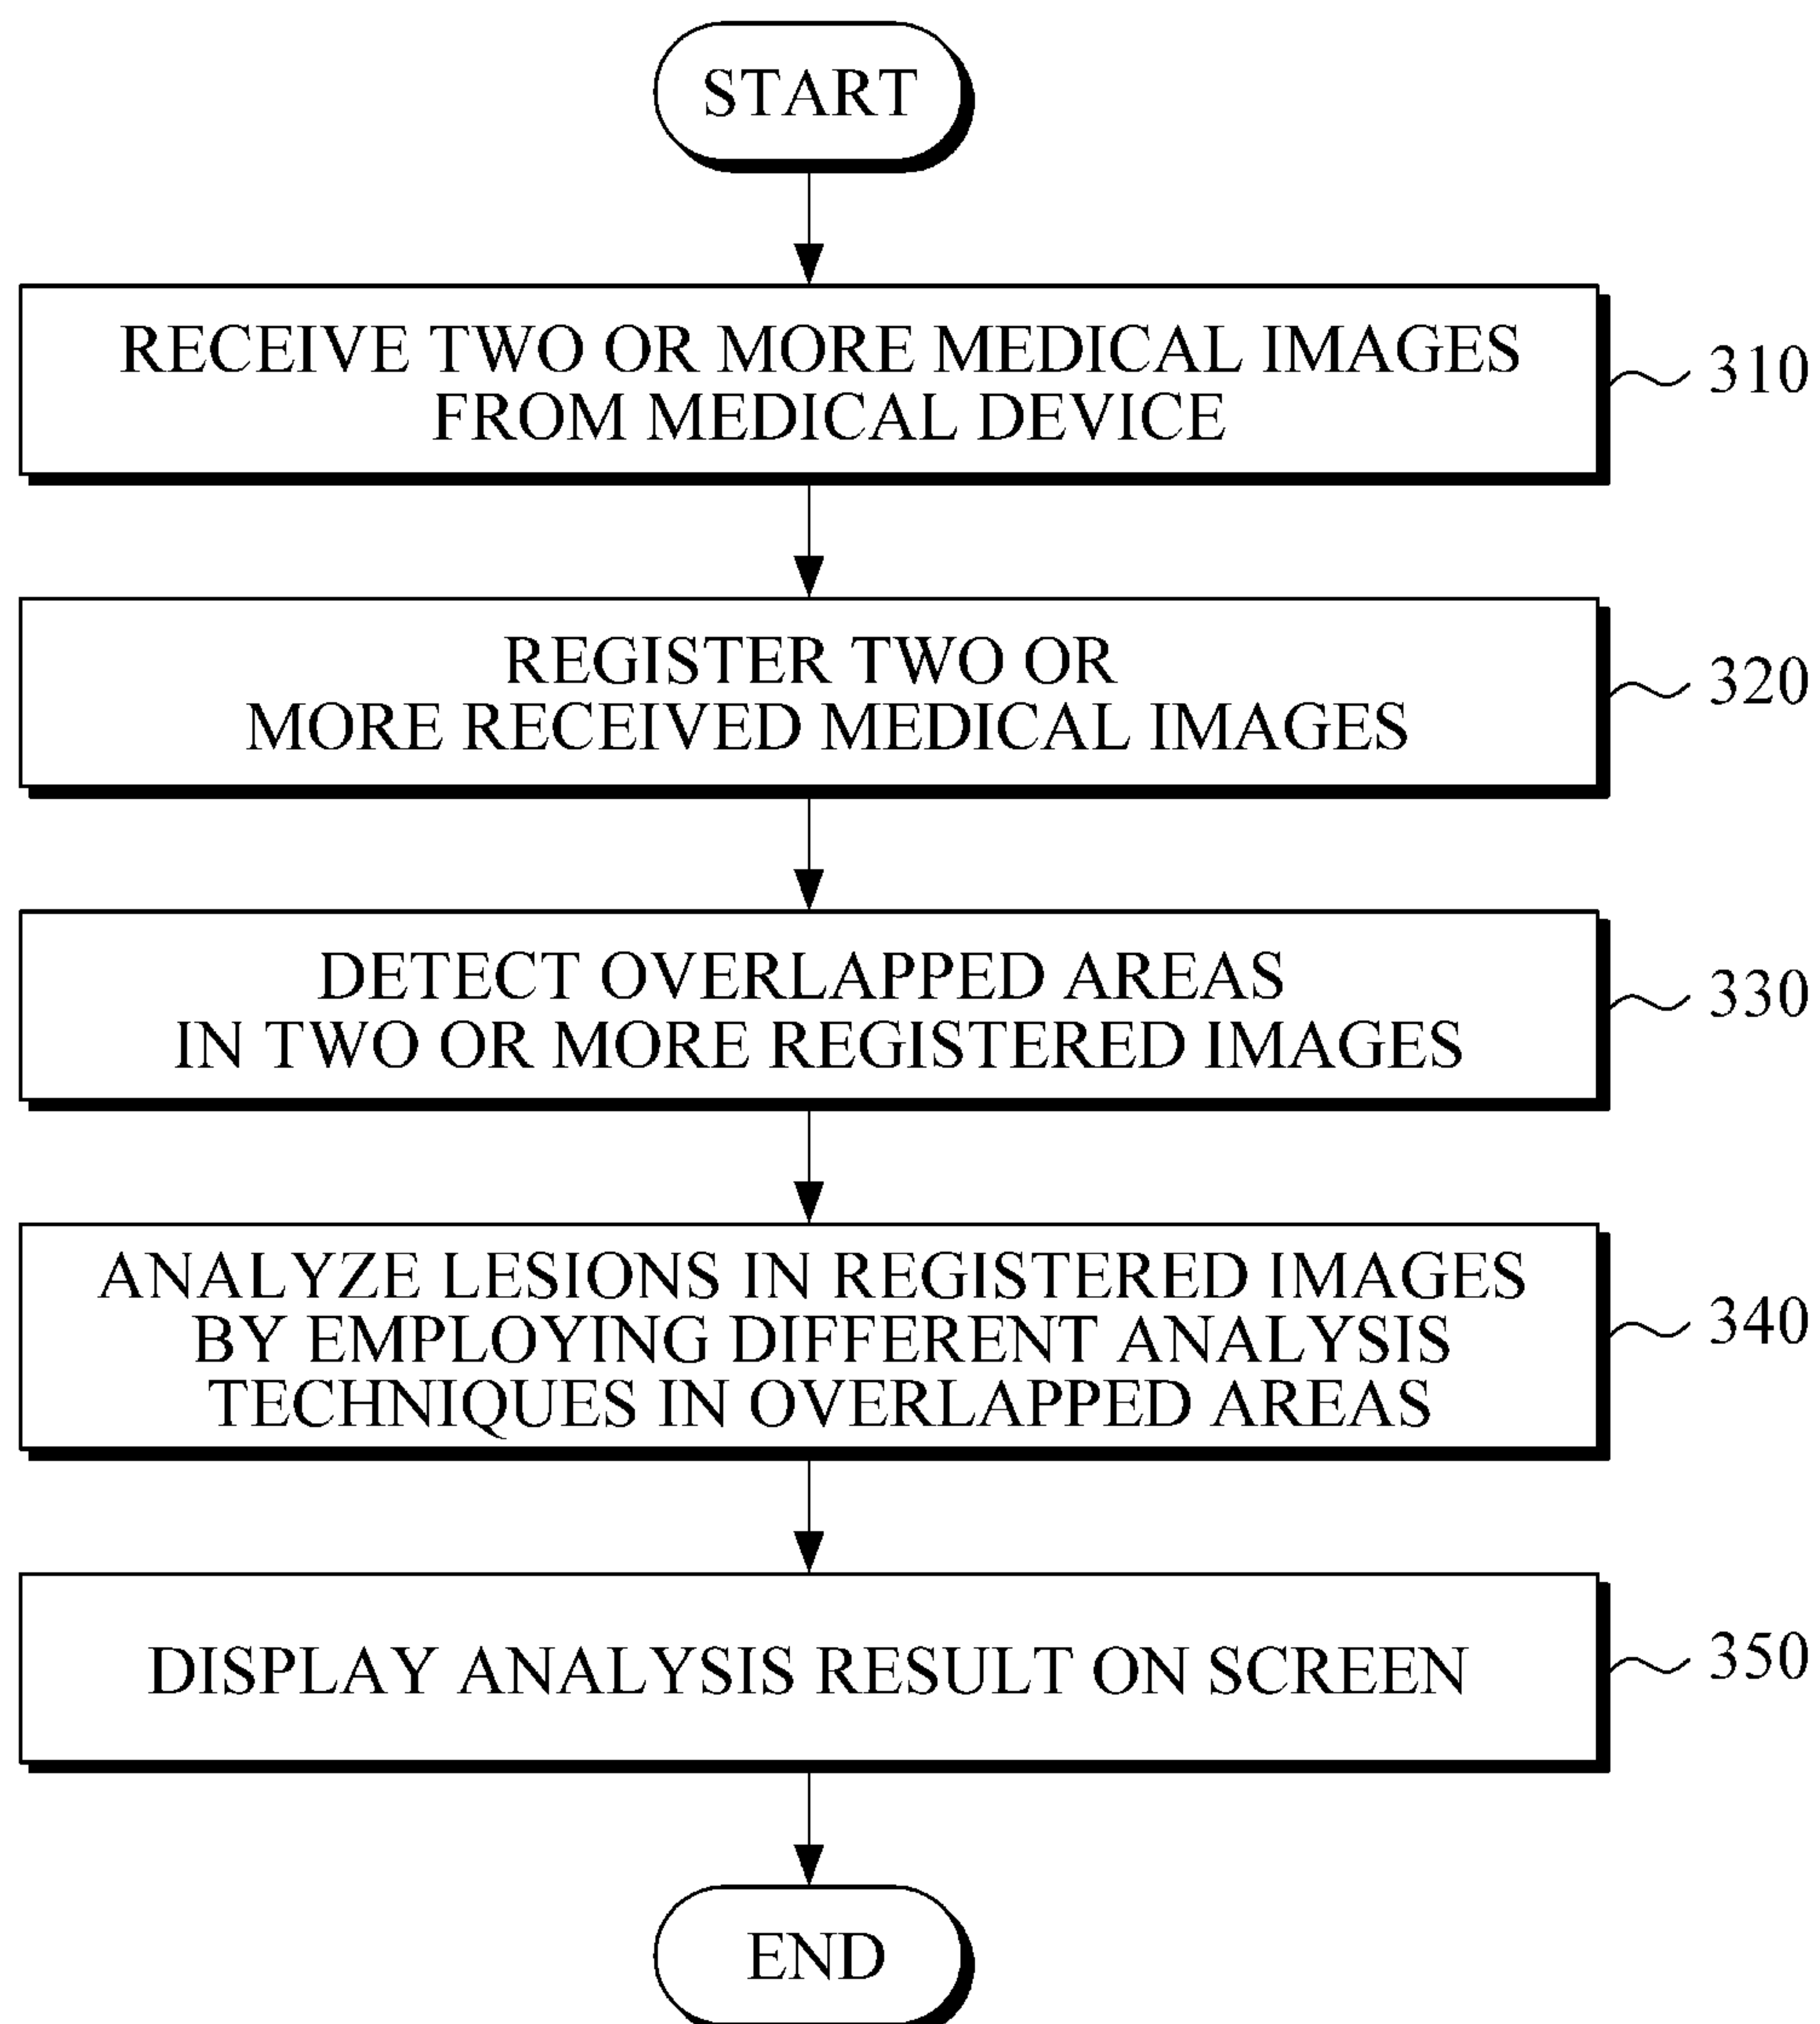 START
RECEIVE TWO OR MORE MEDICAL IMAGES
FROM MEDICAL DEVICE
310
REGISTER TWO OR
MORE RECEIVED MEDICAL IMAGES
320
DETECT OVERLAPPED AREAS
IN TWO OR MORE REGISTERED IMAGES
330
ANALYZE LESIONS IN REGISTERED IMAGES
BY EMPLOYING DIFFERENT ANALYSIS
TECHNIQUES IN OVERLAPPED AREAS
340
DISPLAY ANALYSIS RESULT ON SCREEN
350
END